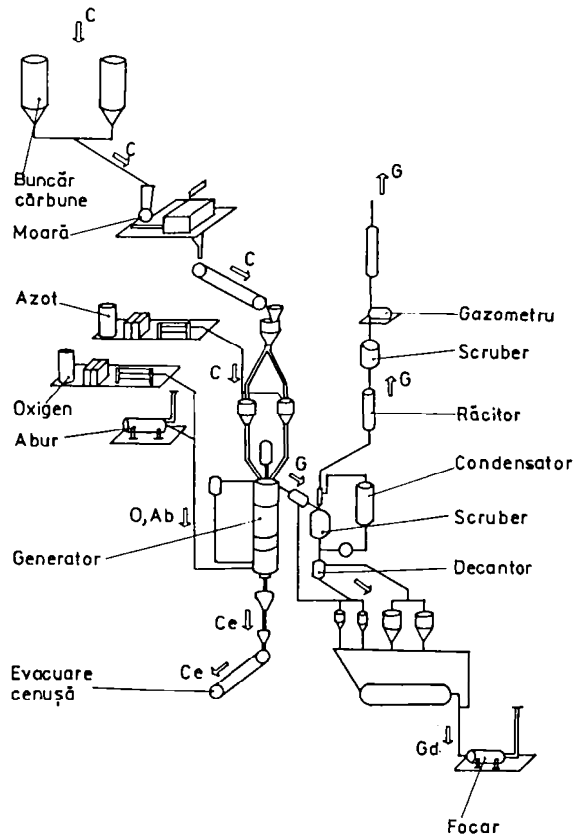 C
Buncăr
cărbune
C
Moară
G
C
Azot
Gazometru
Scruber
C
G
Oxigen
Răcitor
Abur
G
Condensator
O,Ab
Scruber
Generator
Decantor
Ce
Ce
Evacuare
cenușă
Gd
Focar